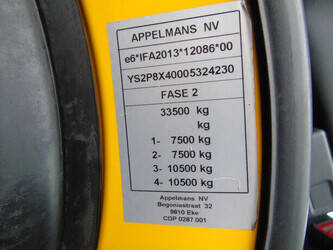 APPELMANS NV
e6*IFA2013*12086*00
YS2P8X40005324230
FASE 2
33500 kg
kg
1- 7500 kg
2- 7500 kg
3- 10500 kg
4- 10500 kg
Appelmans NV
Begoniastraat 32
9810 Eke
COP 0287.001